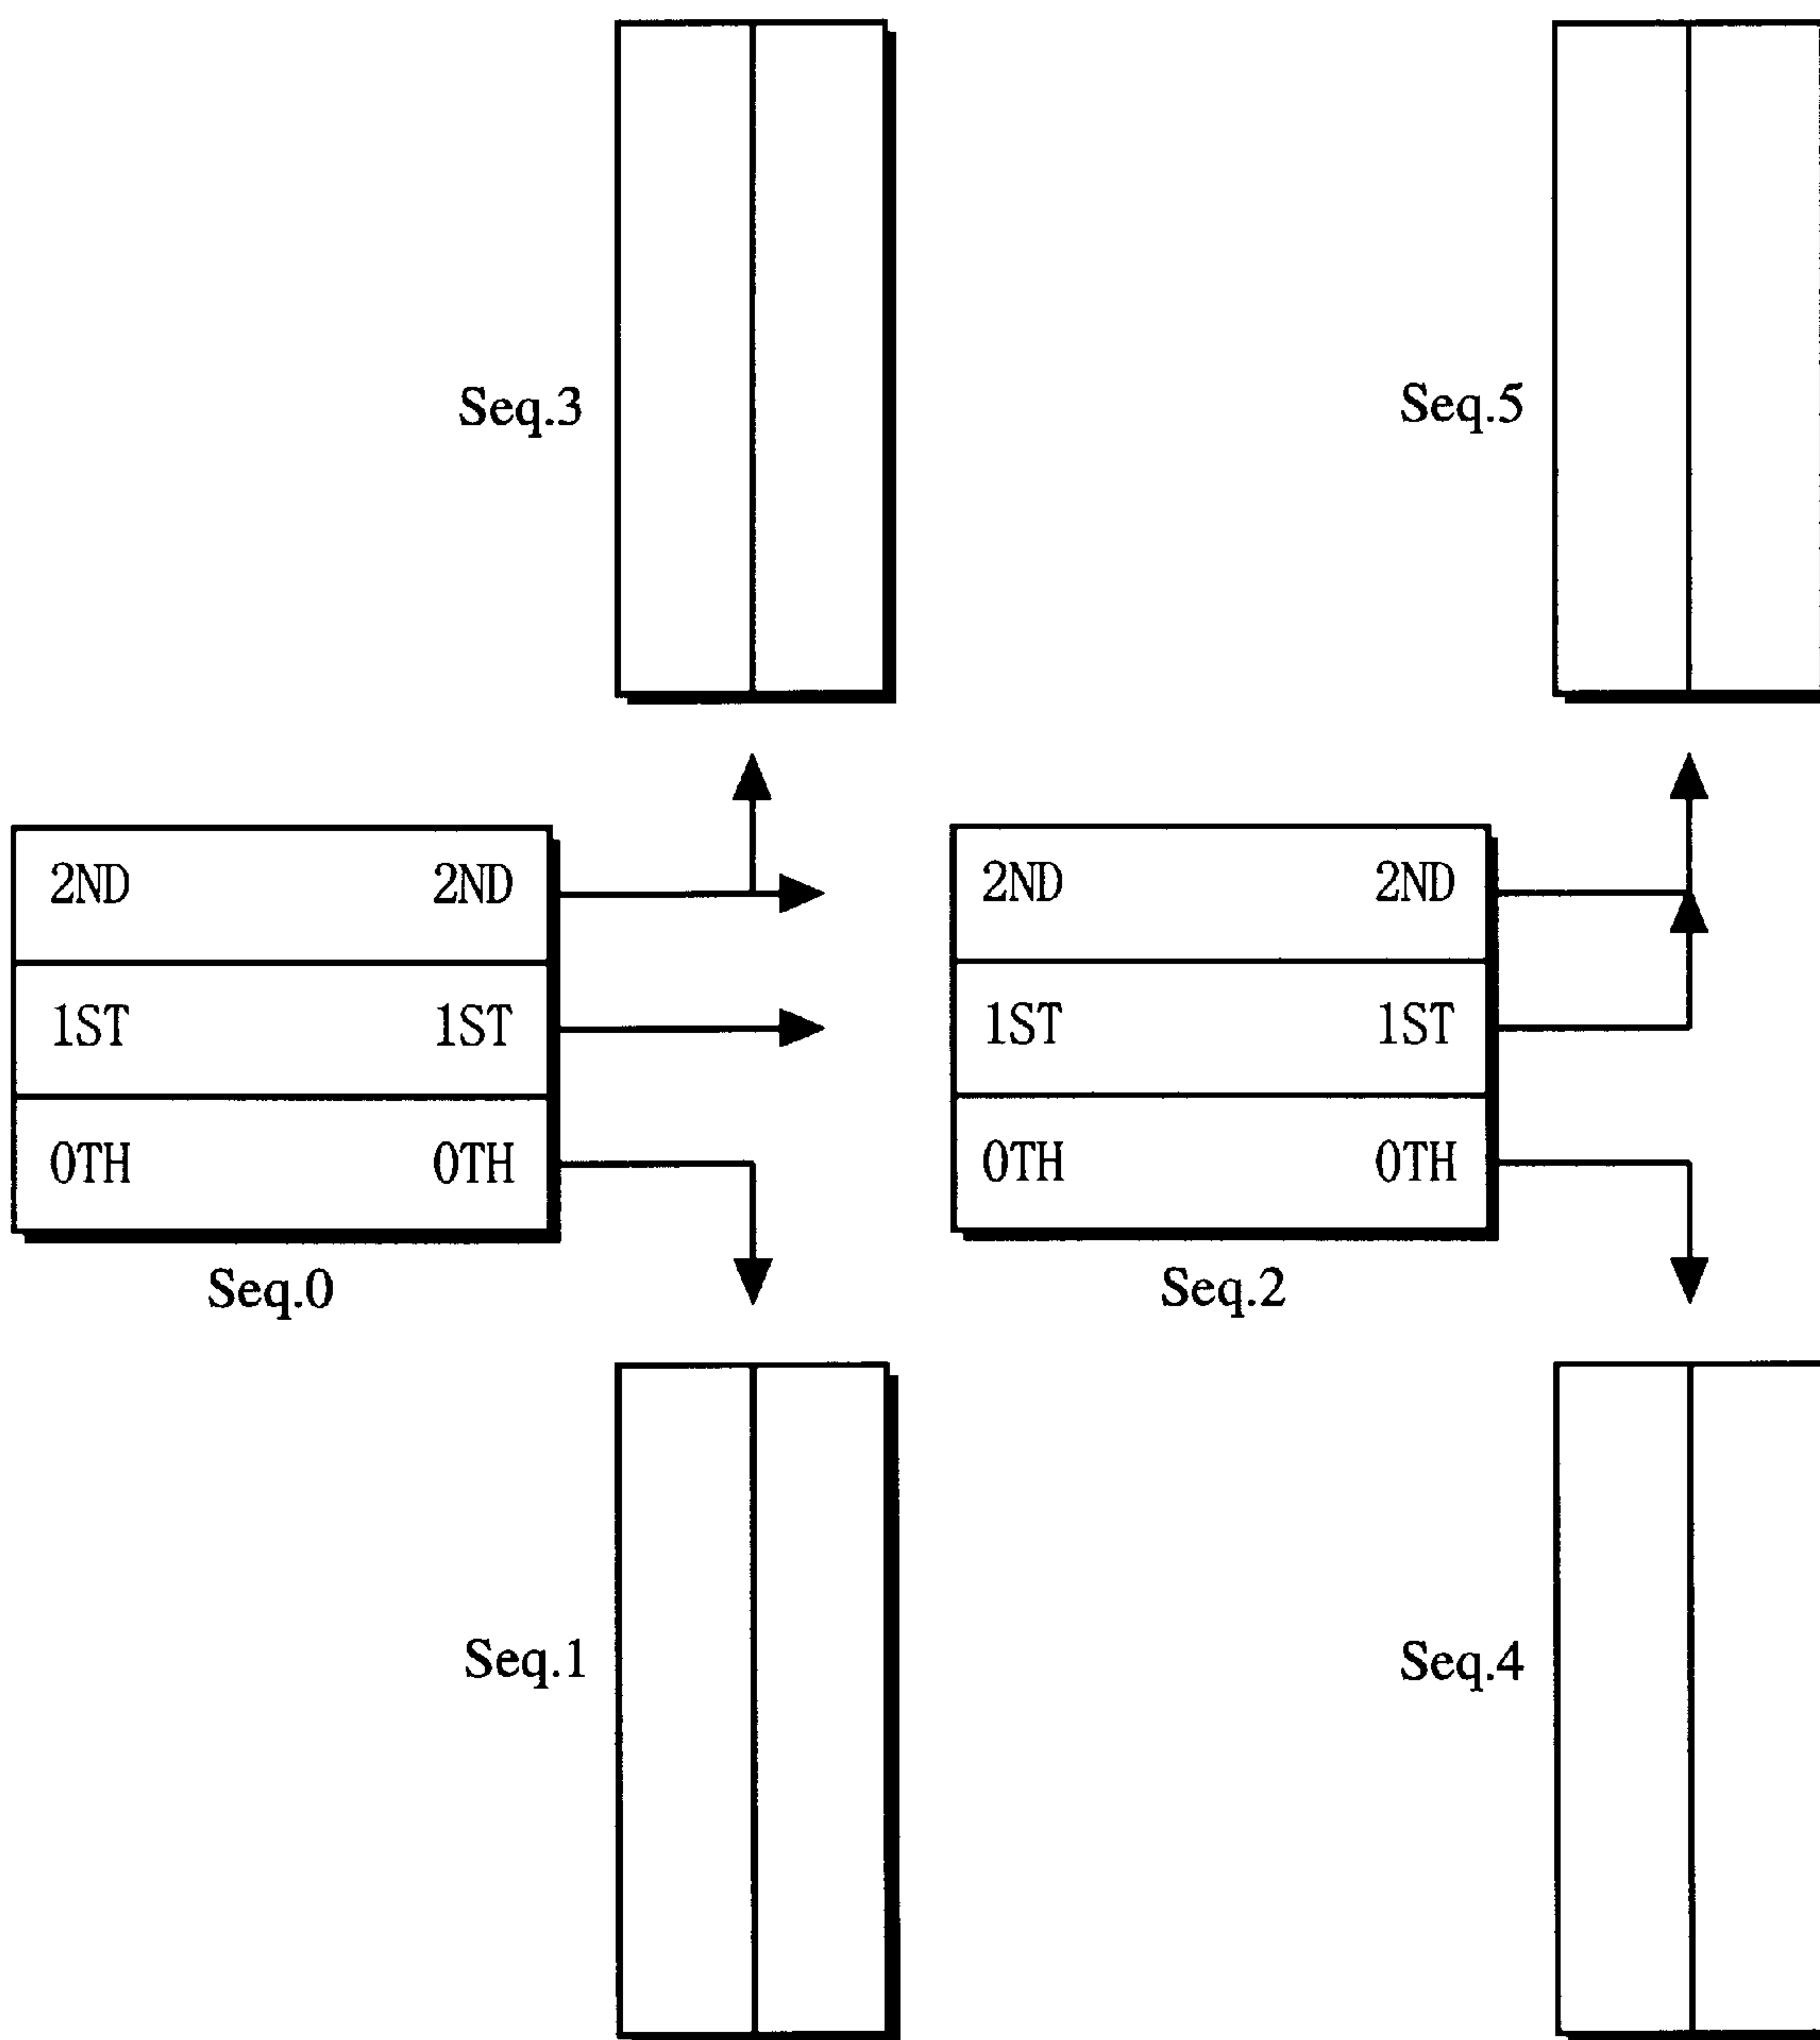 Seq.3
Seq.5
2ND 2ND
1ST 1ST
0TH 0TH
Seq.0
2ND 2ND
1ST 1ST
0TH 0TH
Seq.2
Seq.1
Seq.4